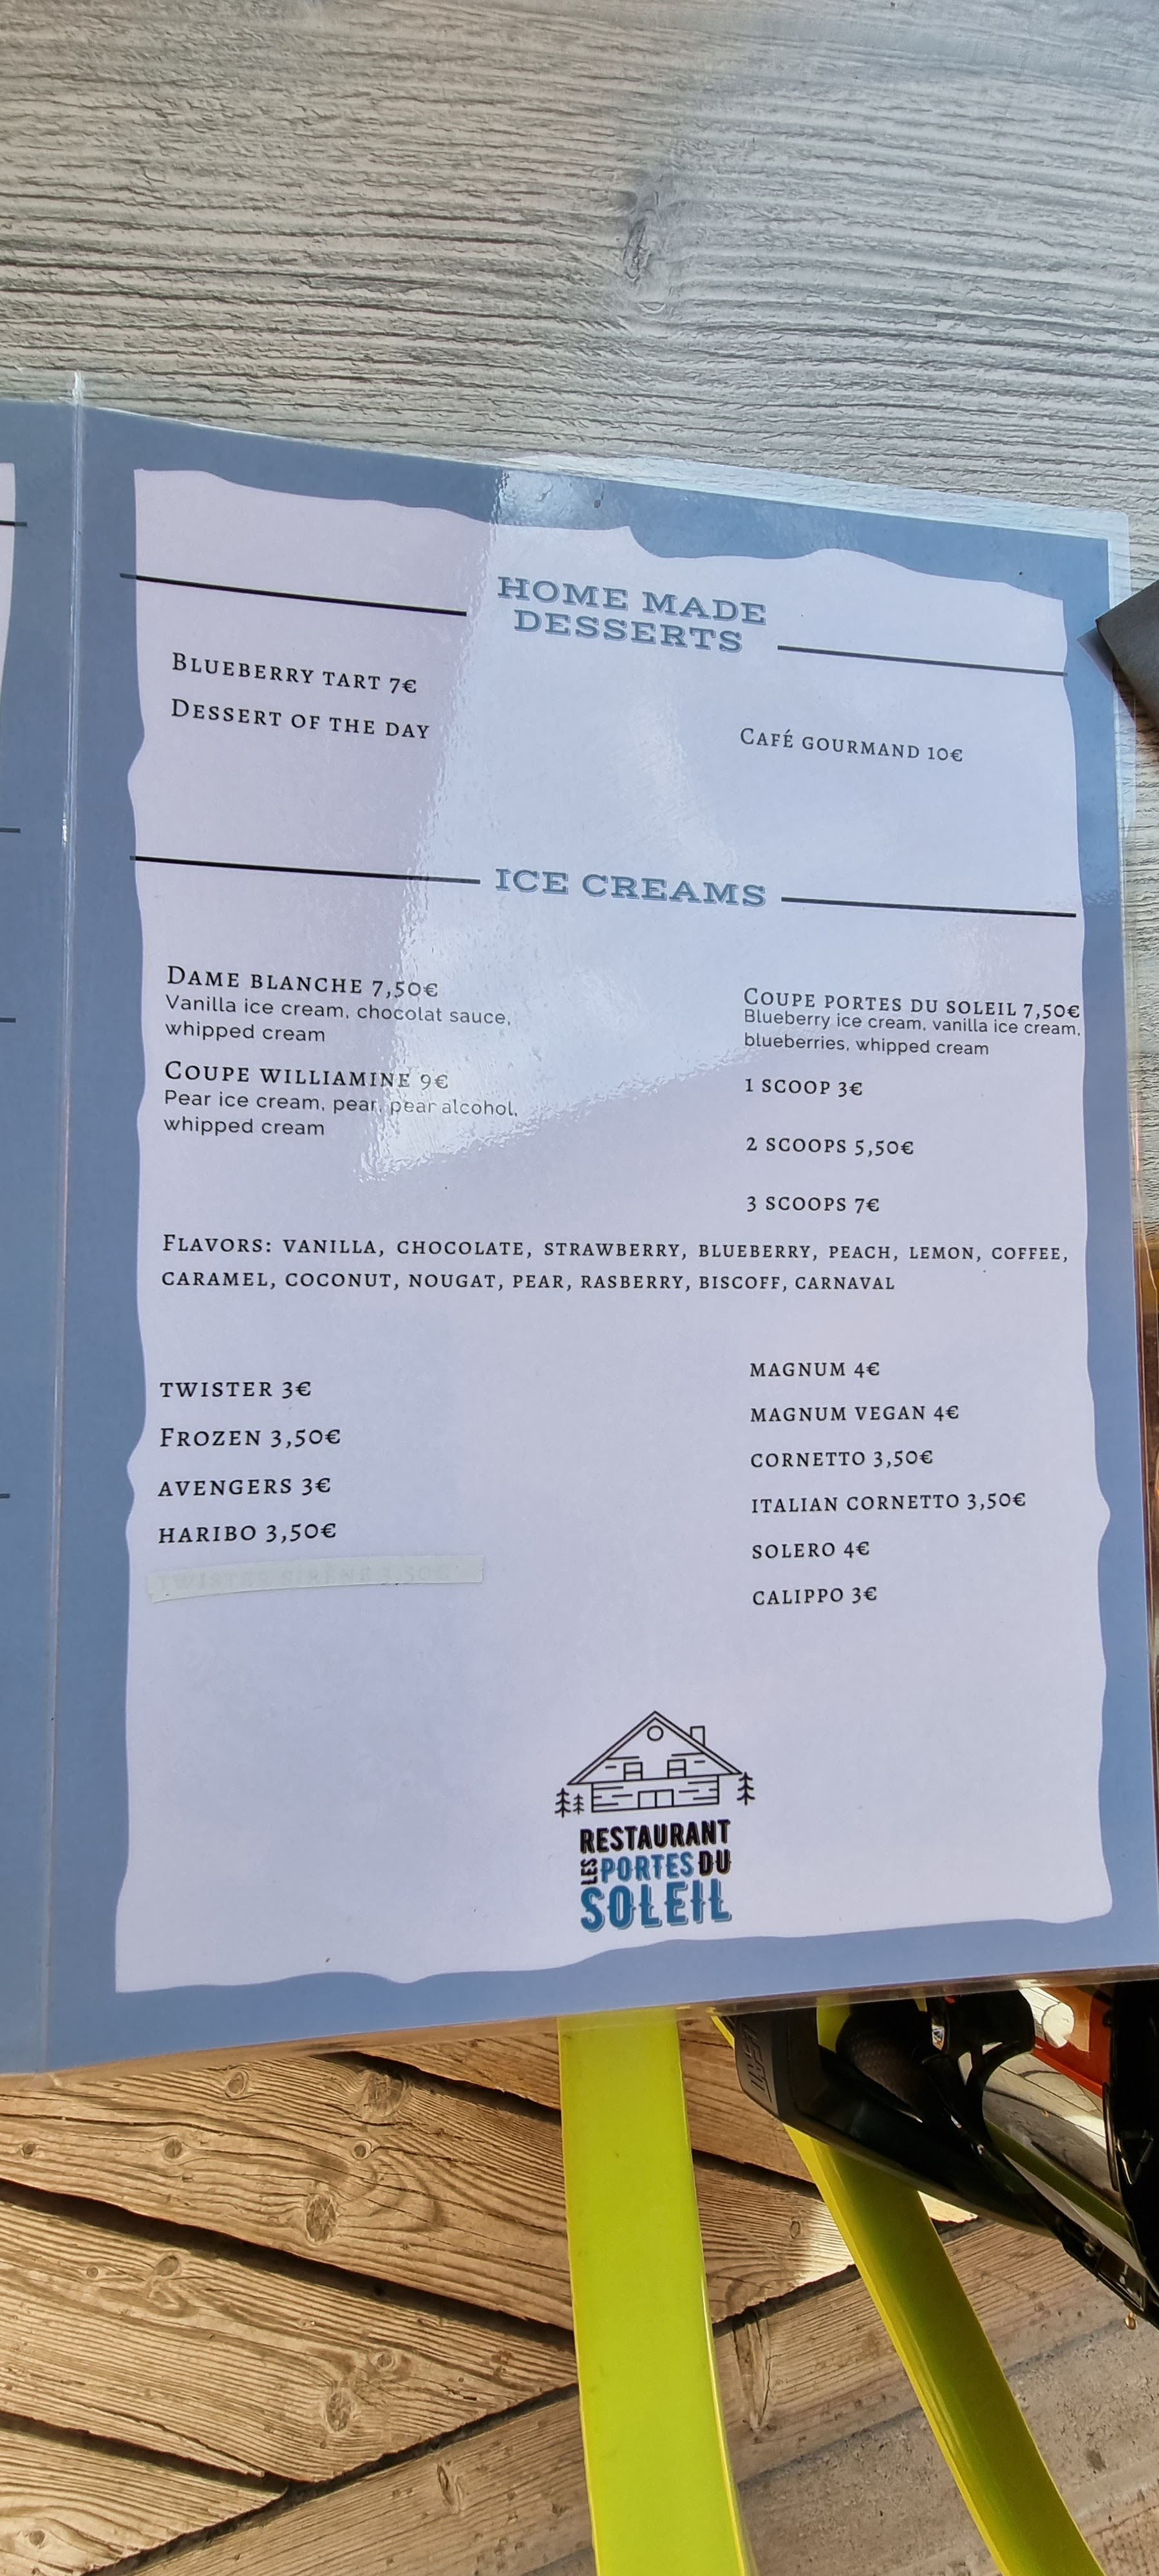 HOME MADE
DESSERTS
BLUEBERRY TART 7€
DESSERT OF THE DAY
CAFÉ GOURMAND 10€
ICE CREAMS
DAME BLANCHE 7,50€
Vanilla ice cream, chocolat sauce,
whipped cream
COUPE WILLIAMINE 9€
Pear ice cream, pear, pear alcohol,
whipped cream
COUPE PORTES DU SOLEIL 7,50€
Blueberry ice cream, vanilla ice cream,
blueberries, whipped cream
1 SCOOP 3€
2 SCOOPS 5,50€
3 SCOOPS 7€
FLAVORS: VANILLA, CHOCOLATE, STRAWBERRY, BLUEBERRY, PEACH, LEMON, COFFEE,
CARAMEL, COCONUT, NOUGAT, PEAR, RASBERRY, BISCOFF, CARNAVAL
TWISTER 3€
FROZEN 3,50€
AVENGERS 3€
HARIBO 3,50€
TWISTER SIRENE
MAGNUM 4€
MAGNUM VEGAN 4€
CORNETTO 3,50€
ITALIAN CORNETTO 3,50€
SOLERO 4€
CALIPPO 3€
RESTAURANT
LES PORTES DU
SOLEIL